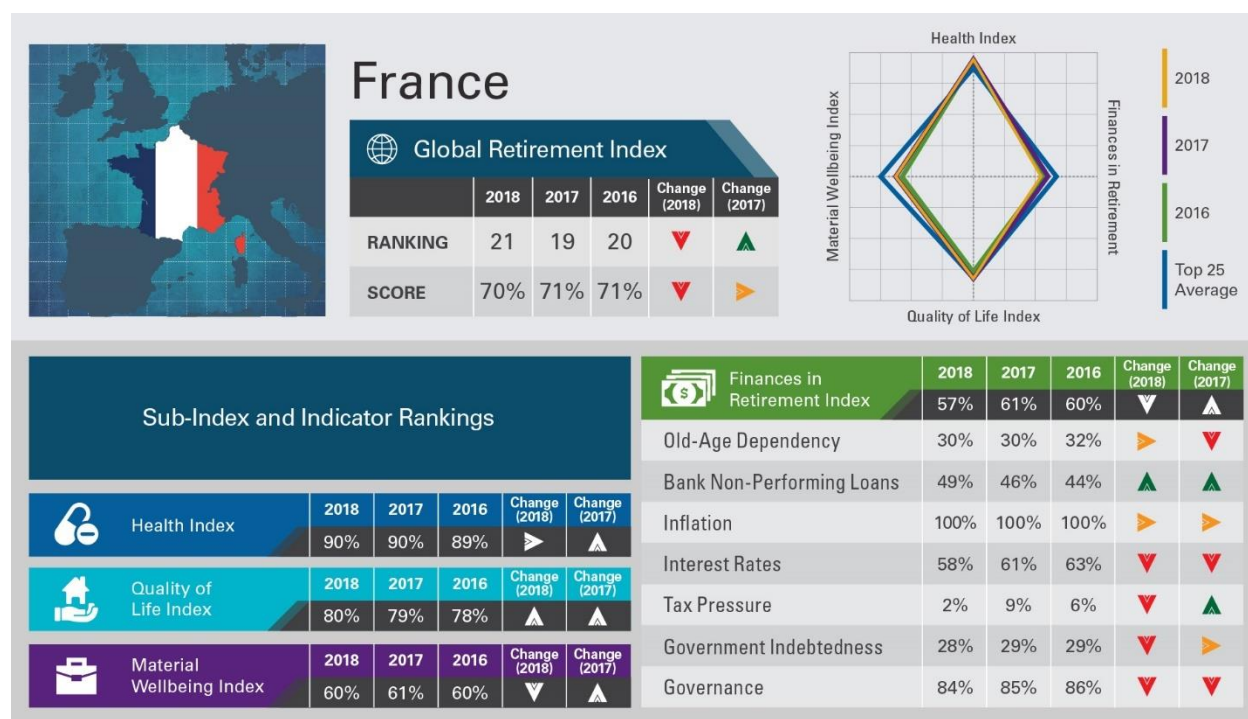 France
Global Retirement Index
2018 2017 2016 Change (2018) Change (2017)
RANKING 21 19 20
SCORE 70% 71% 71%
Health Index
Material Wellbeing Index
Finances in Retirement
Quality of Life Index
2018
2017
2016
Top 25
Average
Sub-Index and Indicator Rankings
Health Index 2018 2017 2016 Change (2018) Change (2017)
90% 90% 89%
Quality of
Life Index
2018 2017 2016 Change (2018) Change (2017)
80% 79% 78%
Material
Wellbeing Index
2018 2017 2016 Change (2018) Change (2017)
60% 61% 60%
Finances in
Retirement Index
2018 2017 2016 Change (2018) Change (2017)
57% 61% 60%
Old-Age Dependency 30% 30% 32%
Bank Non-Performing Loans 49% 46% 44%
Inflation 100% 100% 100%
Interest Rates 58% 61% 63%
Tax Pressure 2% 9% 6%
Government Indebtedness 28% 29% 29%
Governance 84% 85% 86%